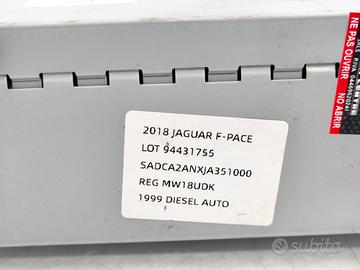 2018 JAGUAR F-PACE
LOT 94431755
SADCA2ANXJA351000
REG MW18UDK
1999 DIESEL AUTO
NE PAS OUVRIR
NO ABRIR
subito